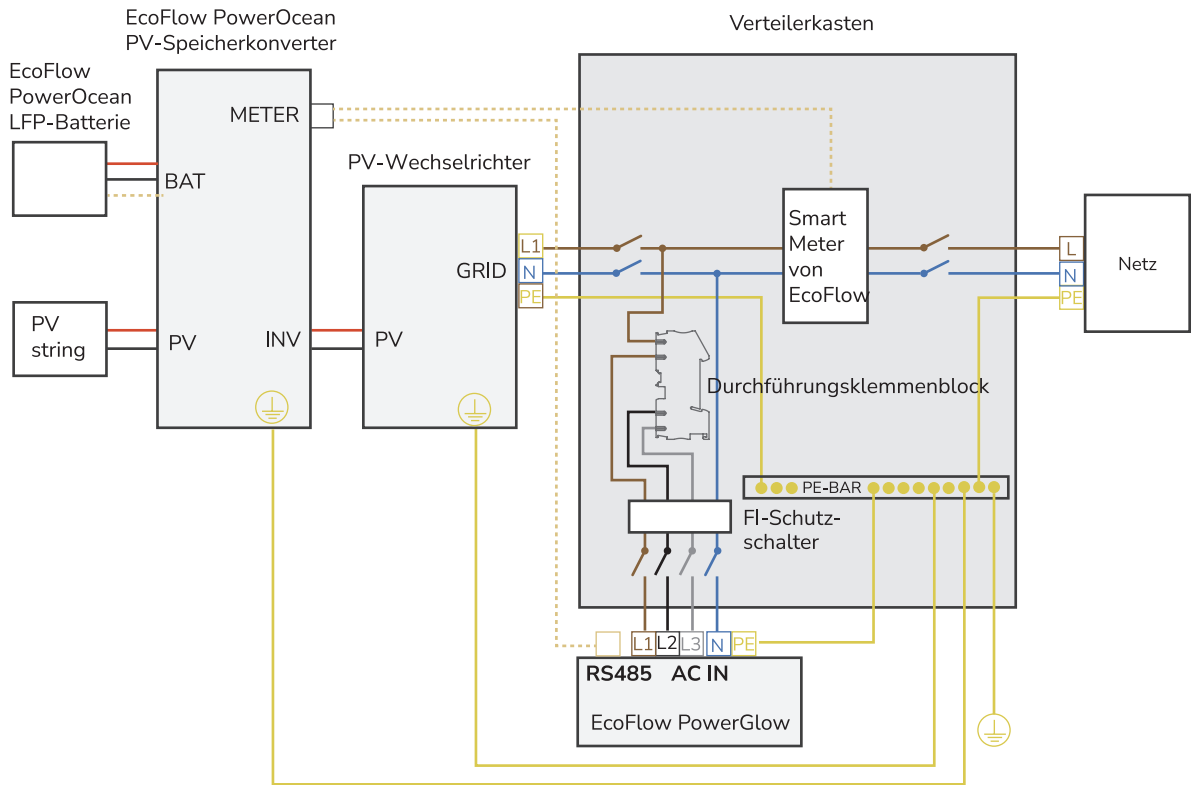 EcoFlow PowerOcean
PV-Speicherkonverter
Verteilerkasten
EcoFlow
PowerOcean
LFP-Batterie
METER
BAT
PV-Wechselrichter
L1
N
PE
GRID
Smart
Meter
von
EcoFlow
L
N
PE
Netz
PV
string
PV
INV
PV
Durchführungsklemmenblock
PE-BAR
FI-Schutz-
schalter
L1
L2
L3
N
PE
RS485
AC IN
EcoFlow PowerGlow